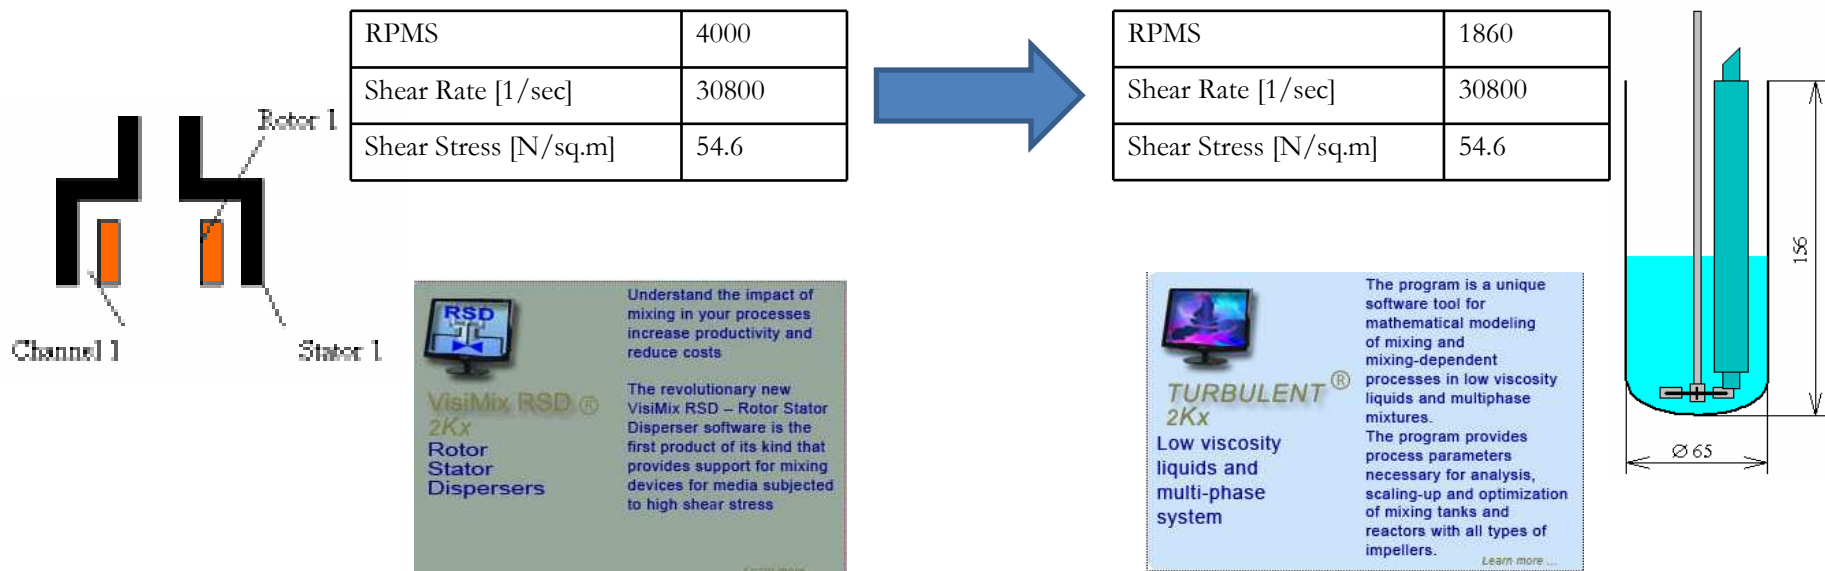 RPMS 4000
Shear Rate [1/sec] 30800
Shear Stress [N/sq.m] 54.6
Rotor 1
Channel 1
Stator 1
RSD
VisiMix RSD ®
2Kx
Rotor
Stator
Dispersers
Understand the impact of
mixing in your processes
increase productivity and
reduce costs
The revolutionary new
VisiMix RSD – Rotor Stator
Disperser software is the
first product of its kind that
provides support for mixing
devices for media subjected
to high shear stress
Learn more ...
RPMS 1860
Shear Rate [1/sec] 30800
Shear Stress [N/sq.m] 54.6
TURBULENT ®
2Kx
Low viscosity
liquids and
multi-phase
system
The program is a unique
software tool for
mathematical modeling
of mixing and
mixing-dependent
processes in low viscosity
liquids and multiphase
mixtures.
The program provides
process parameters
necessary for analysis,
scaling-up and optimization
of mixing tanks and
reactors with all types of
impellers.
Learn more ...
156
Ø 65